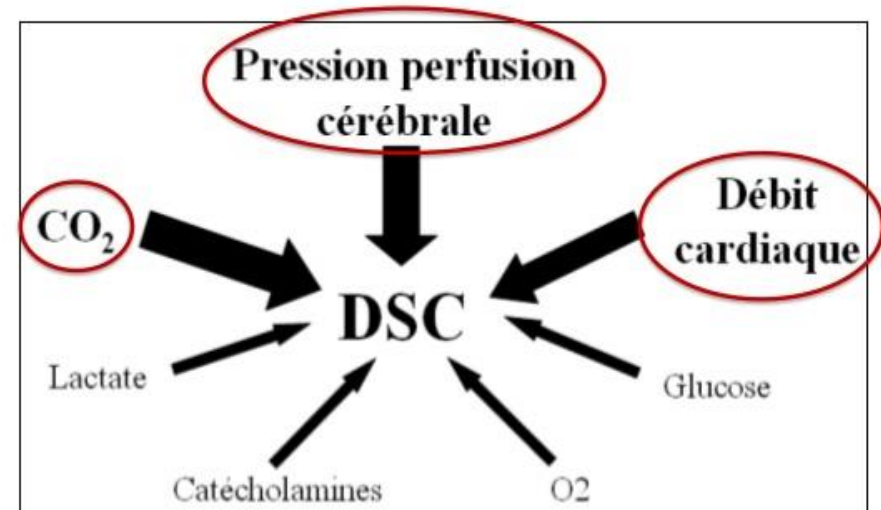 Pression perfusion
cérébrale
CO₂
Débit
cardiaque
DSC
Lactate
Glucose
Catécholamines
O2